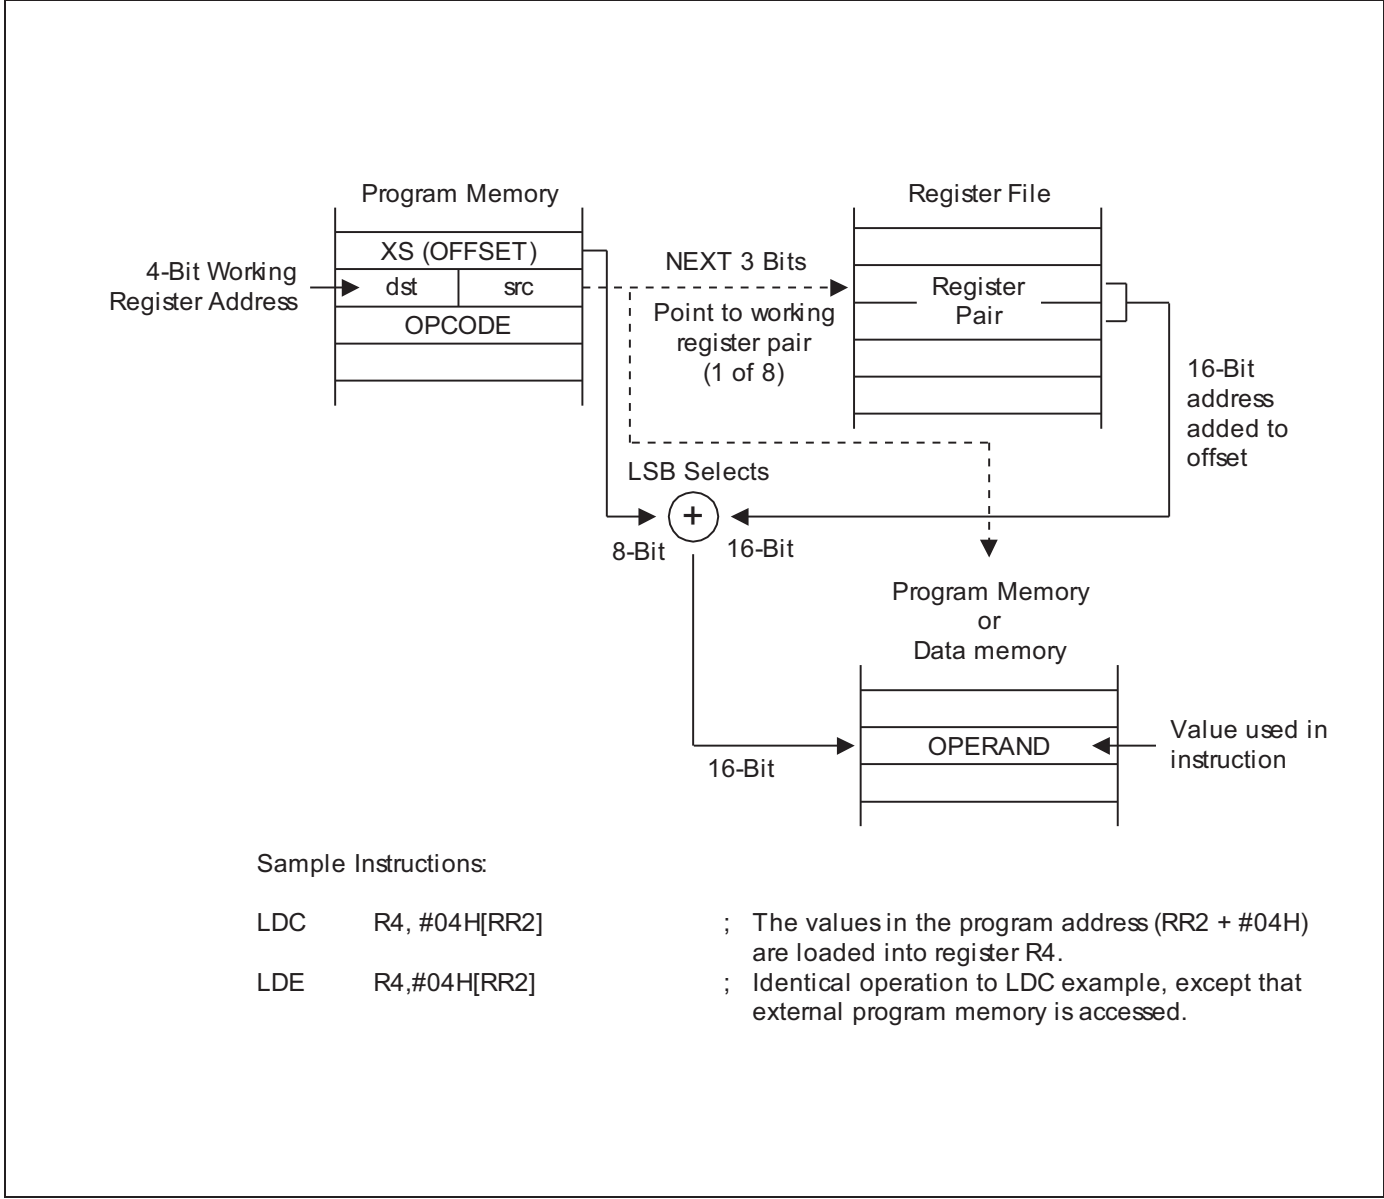 Program Memory
Register File
XS (OFFSET)
4-Bit Working
Register Address
dst
src
OPCODE
NEXT 3 Bits
Point to working
register pair
(1 of 8)
Register
Pair
16-Bit
address
added to
offset
LSB Selects
+
8-Bit
16-Bit
Program Memory
or
Data memory
OPERAND
Value used in
instruction
16-Bit
Sample Instructions:
LDC R4, #04H[RR2] ; The values in the program address (RR2 + #04H)
are loaded into register R4.
LDE R4,#04H[RR2] ; Identical operation to LDC example, except that
external program memory is accessed.